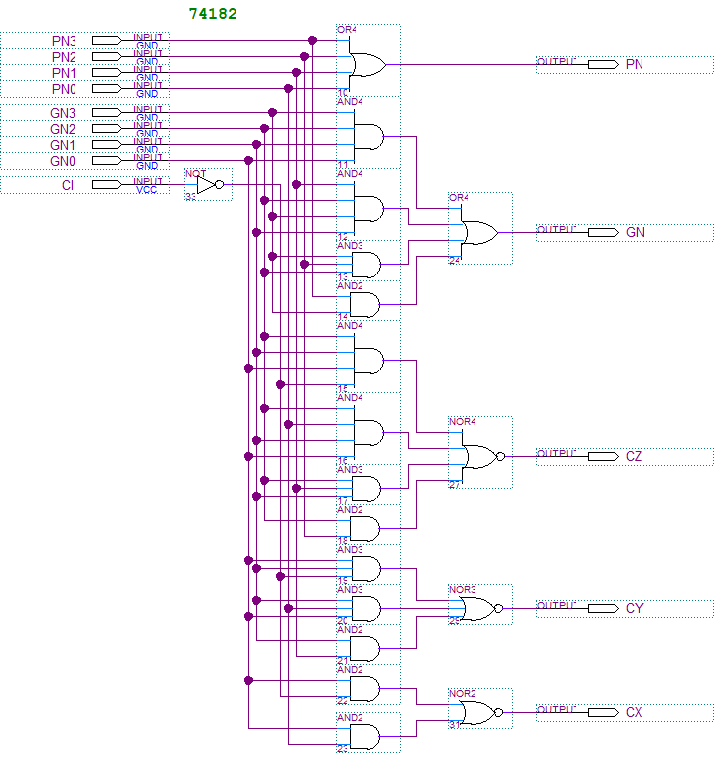 74182
PN3 INPUT GND
PN2 INPUT GND
PN1 INPUT GND
PN0 INPUT GND
GN3 INPUT GND
GN2 INPUT GND
GN1 INPUT GND
GN0 INPUT GND
CI INPUT VCC
NOT
OR4
OUTPUT PN
AND4
11
AND4
12
AND3
13
AND2
14
OR4
24
OUTPUT GN
AND4
15
AND4
16
AND3
17
AND2
18
NOR4
27
OUTPUT CZ
AND3
19
AND3
20
AND2
21
NOR3
29
OUTPUT CY
AND2
22
AND2
23
NOR2
31
OUTPUT CX